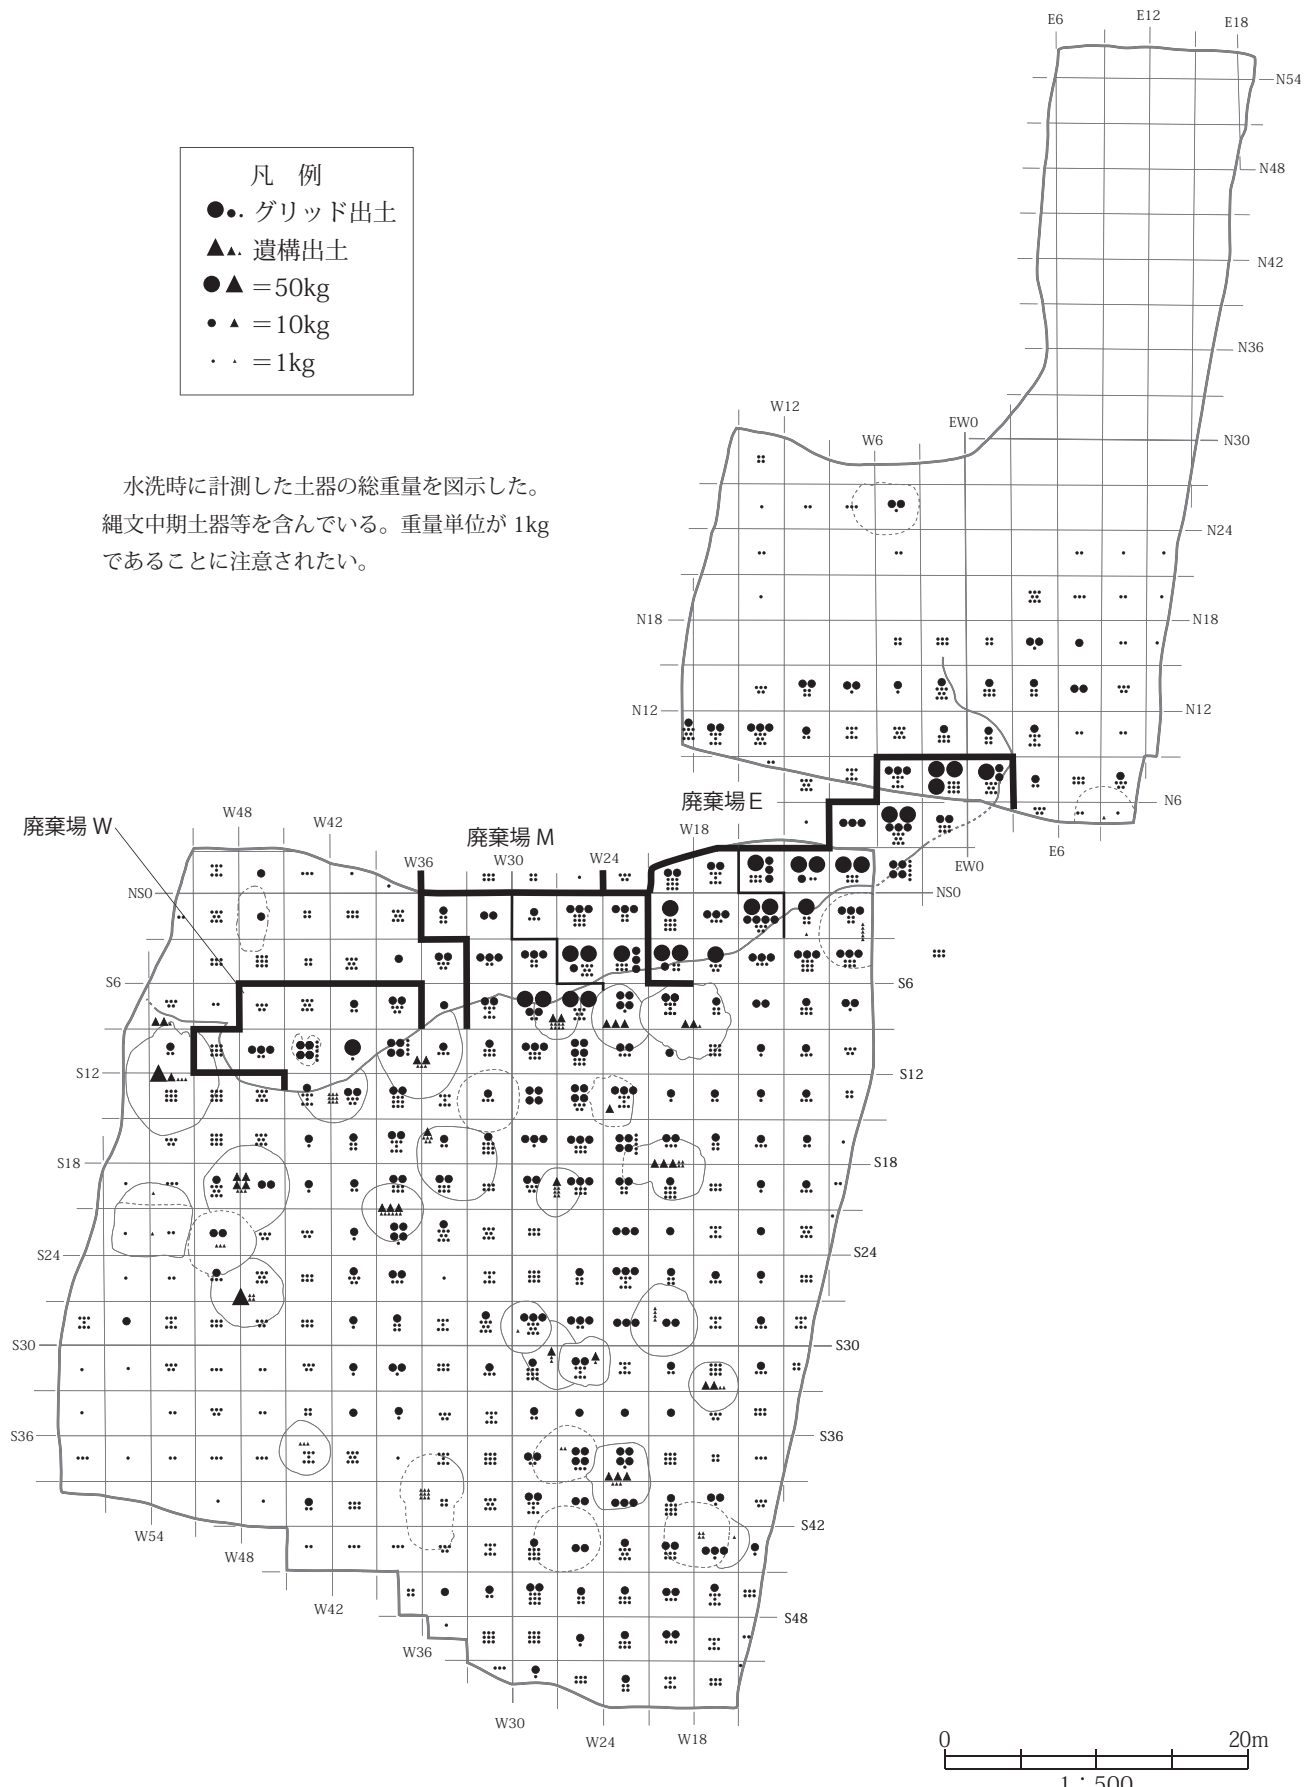 E6
E12
E18
N54
N48
N42
N36
N30
N24
N18
N12
N6
凡 例
グリッド出土
遺構出土
=50kg
=10kg
=1kg
水洗時に計測した土器の総重量を図示した。
縄文中期土器等を含んでいる。重量単位が 1kg
であることに注意されたい。
W12
W6
EW0
N18
N12
廃棄場 E
W18
EW0
E6
廃棄場 W
W48
W42
廃棄場 M
W36
W30
W24
NS0
NS0
S6
S6
S12
S12
S18
S18
S24
S24
S30
S30
S36
S36
S42
S48
W54
W48
W42
W36
W30
W24
W18
0
20m
1:500